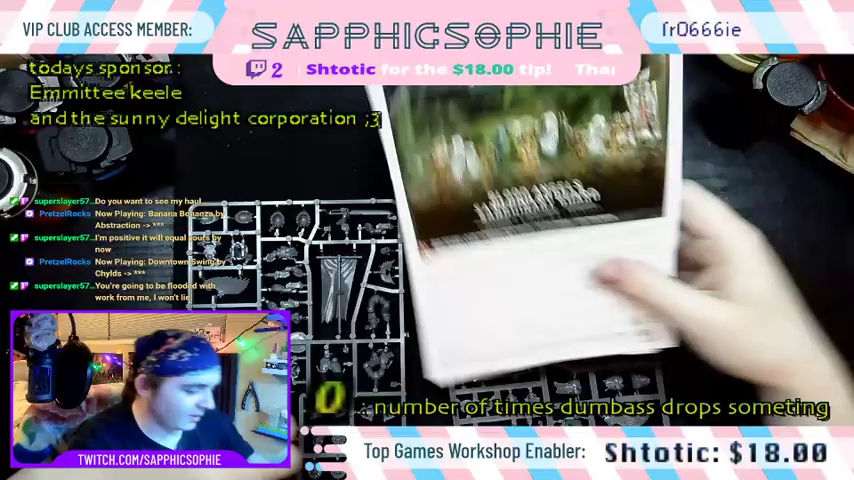 VIP CLUB ACCESS MEMBER:
SAPPHICSOPHIE
fr0666ie
2 Shtotic for the $18.00 tip! Than
todays sponsor.:
Emmittee keele
and the sunny delight corporation ;3
superslayer57... Do you want to see my haul
PretzelRocks Now Playing: Banana Bonanza by
Abstraction -> ***
superslayer57... I'm positive it will equal yours by
now
PretzelRocks Now Playing: Downtown Swing by
Chylds -> ***
superslayer57... You're going to be flooded with
work from me, I won't lie
0 : number of times dumbass drops someting
TWITCH.COM/SAPPHICSOPHIE
Top Games Workshop Enabler: Shtotic: $18.00